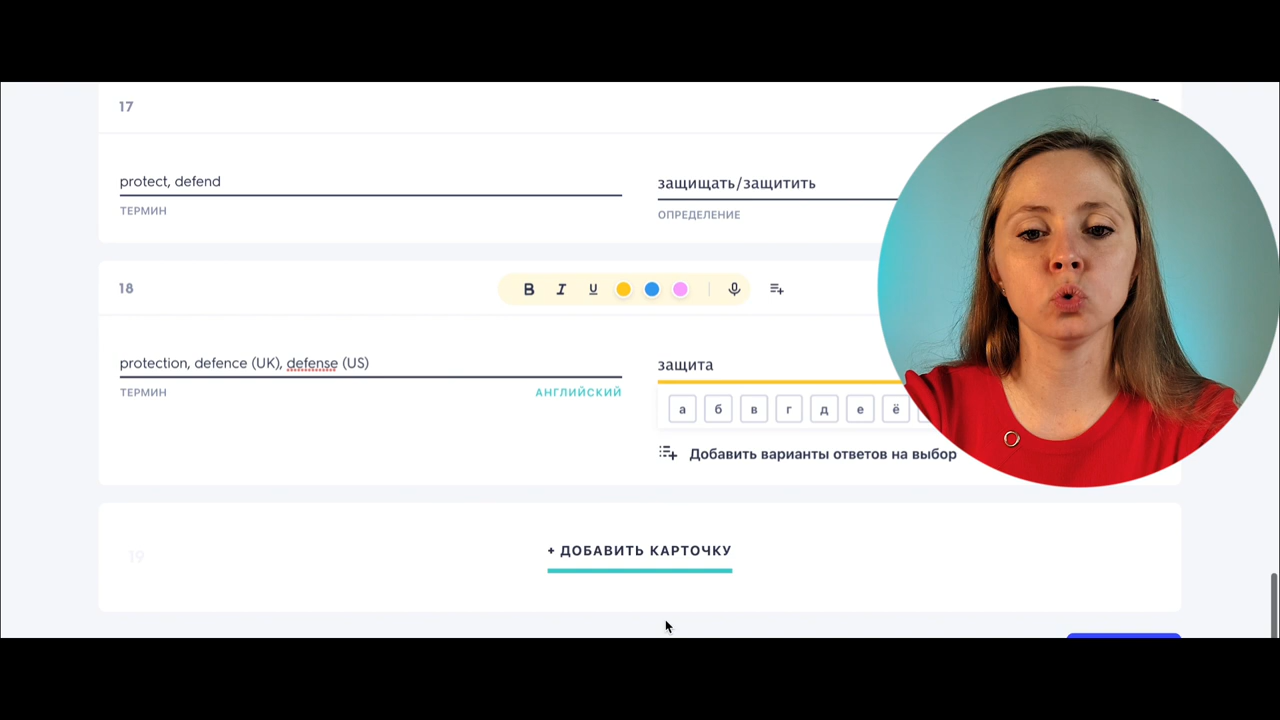 17
protect, defend
защищать/защитить
ТЕРМИН
ОПРЕДЕЛЕНИЕ
18
B I U
protection, defence (UK), defense (US)
защита
ТЕРМИН
АНГЛИЙСКИЙ
а б в г д е ё
Добавить варианты ответов на выбор
19
+ ДОБАВИТЬ КАРТОЧКУ